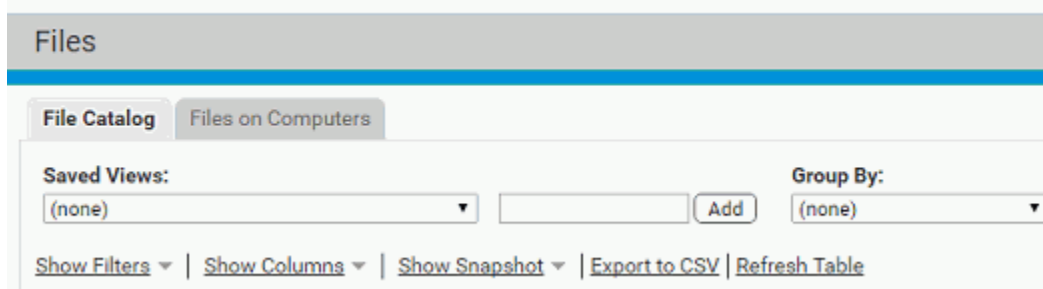 Files
File Catalog Files on Computers
Saved Views: Group By:
(none) Add (none)
Show Filters | Show Columns | Show Snapshot | Export to CSV | Refresh Table